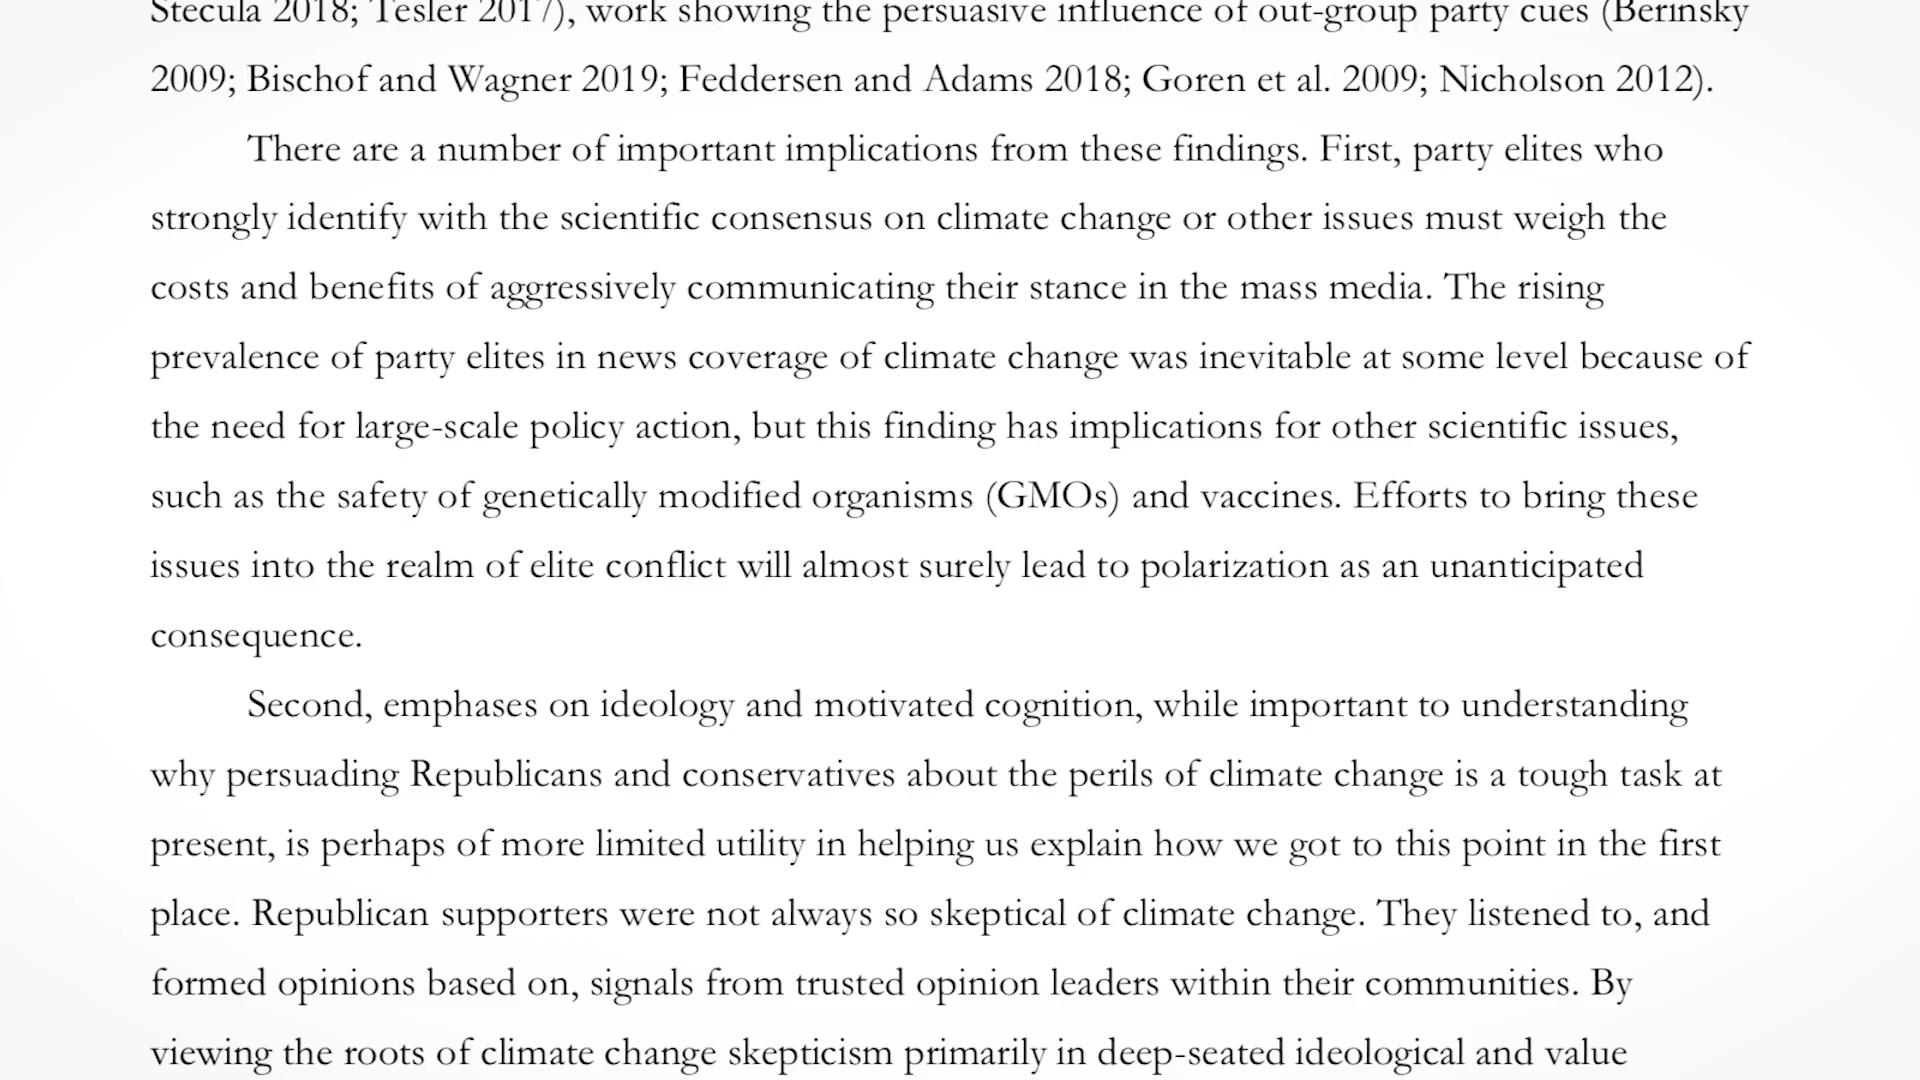 Stecula 2018; Tesler 2017), work showing the persuasive influence of out-group party cues (Berinsky
2009; Bischof and Wagner 2019; Feddersen and Adams 2018; Goren et al. 2009; Nicholson 2012).
There are a number of important implications from these findings. First, party elites who
strongly identify with the scientific consensus on climate change or other issues must weigh the
costs and benefits of aggressively communicating their stance in the mass media. The rising
prevalence of party elites in news coverage of climate change was inevitable at some level because of
the need for large-scale policy action, but this finding has implications for other scientific issues,
such as the safety of genetically modified organisms (GMOs) and vaccines. Efforts to bring these
issues into the realm of elite conflict will almost surely lead to polarization as an unanticipated
consequence.
Second, emphases on ideology and motivated cognition, while important to understanding
why persuading Republicans and conservatives about the perils of climate change is a tough task at
present, is perhaps of more limited utility in helping us explain how we got to this point in the first
place. Republican supporters were not always so skeptical of climate change. They listened to, and
formed opinions based on, signals from trusted opinion leaders within their communities. By
viewing the roots of climate change skepticism primarily in deep-seated ideological and value